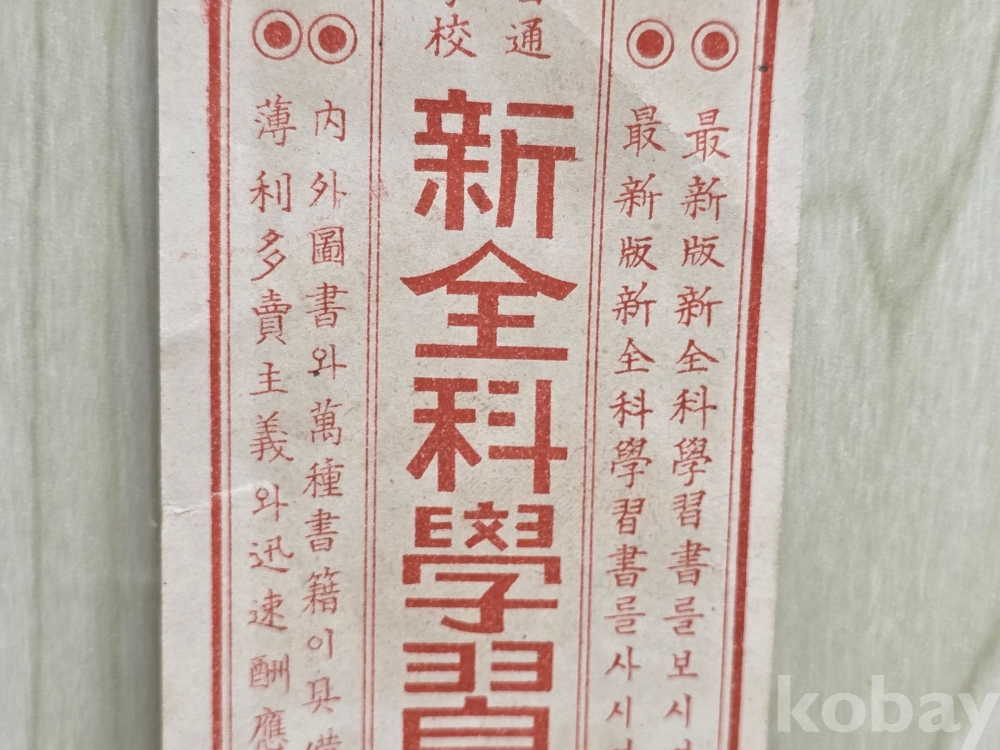 ◉最新版新全科學習書를보시
◉最新版新全科學習書를사시
通
校
新全科學習
◉內外圖書와萬種書籍이具備
◉薄利多賣主義와迅速酬應
kobay